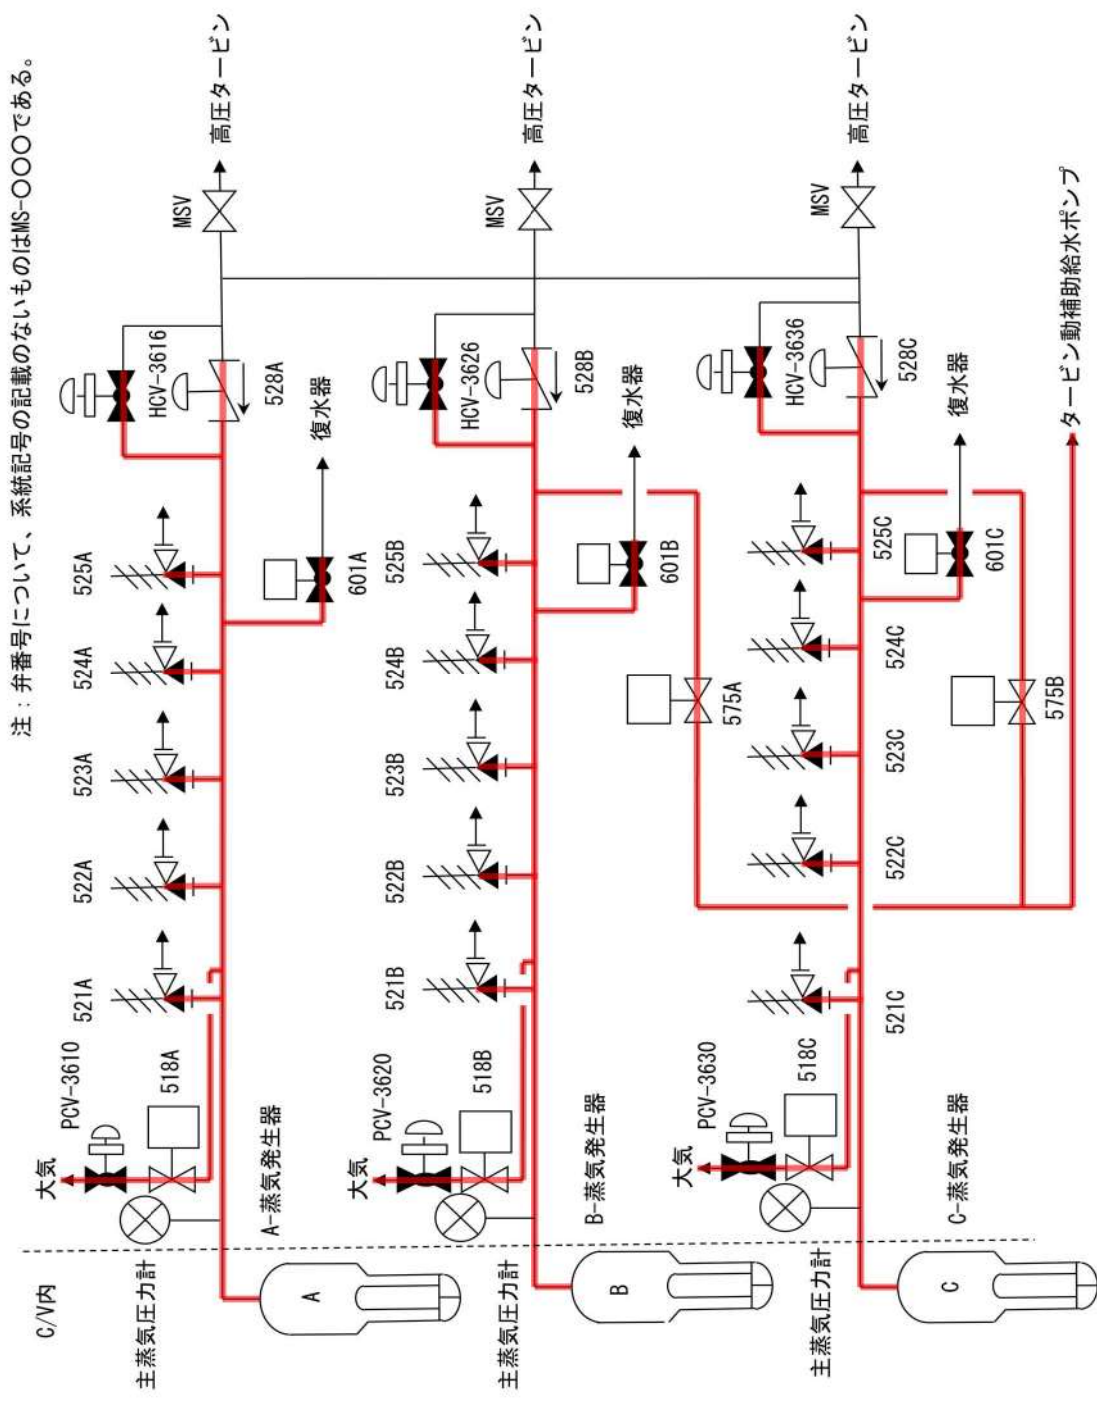 注：弁番号について、系統記号の記載のないものはMS-〇〇〇である。
C/V内
主蒸気圧力計
大気
PCV-3610
518A
521A
522A
523A
524A
525A
HCV-3616
528A
MSV
高圧タービン
601A
復水器
A-蒸気発生器
A
主蒸気圧力計
大気
PCV-3620
518B
521B
522B
523B
524B
525B
HCV-3626
528B
MSV
高圧タービン
601B
復水器
575A
B-蒸気発生器
B
主蒸気圧力計
大気
PCV-3630
518C
521C
522C
523C
524C
525C
HCV-3636
528C
MSV
高圧タービン
601C
復水器
575B
タービン動補助給水ポンプ
C-蒸気発生器
C